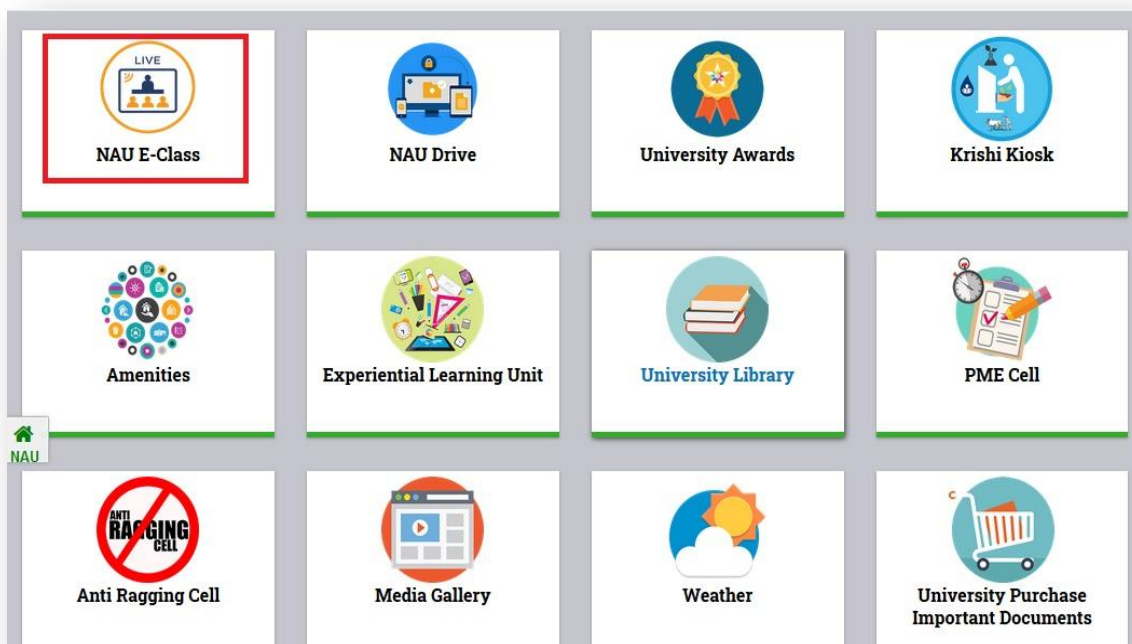 LIVE
NAU E-Class
NAU Drive
University Awards
Krishi Kiosk
Amenities
Experiential Learning Unit
University Library
PME Cell
NAU
ANTI
RAGGING
CELL
Anti Ragging Cell
Media Gallery
Weather
University Purchase
Important Documents